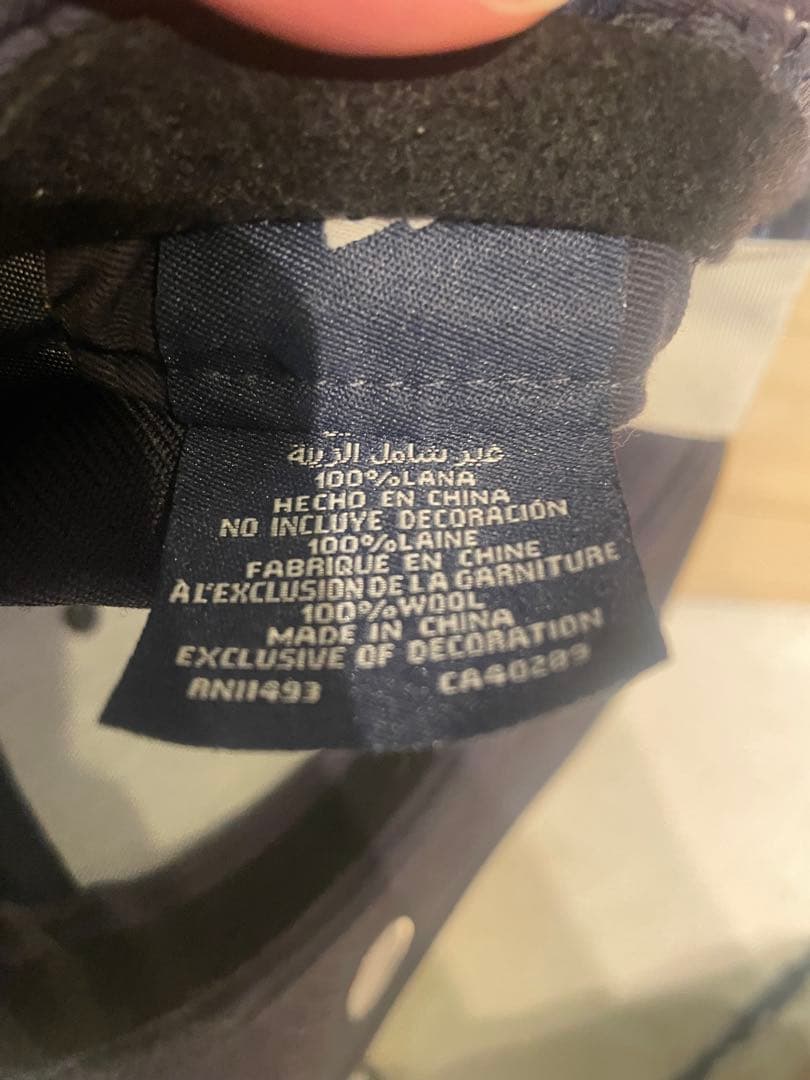 غير شامل الزينة
100%LANA
HECHO EN CHINA
NO INCLUYE DECORACIÓN
100%LAINE
FABRIQUÉ EN CHINE
À L'EXCLUSION DE LA GARNITURE
100%WOOL
MADE IN CHINA
EXCLUSIVE OF DECORATION
RN11493 CA40289